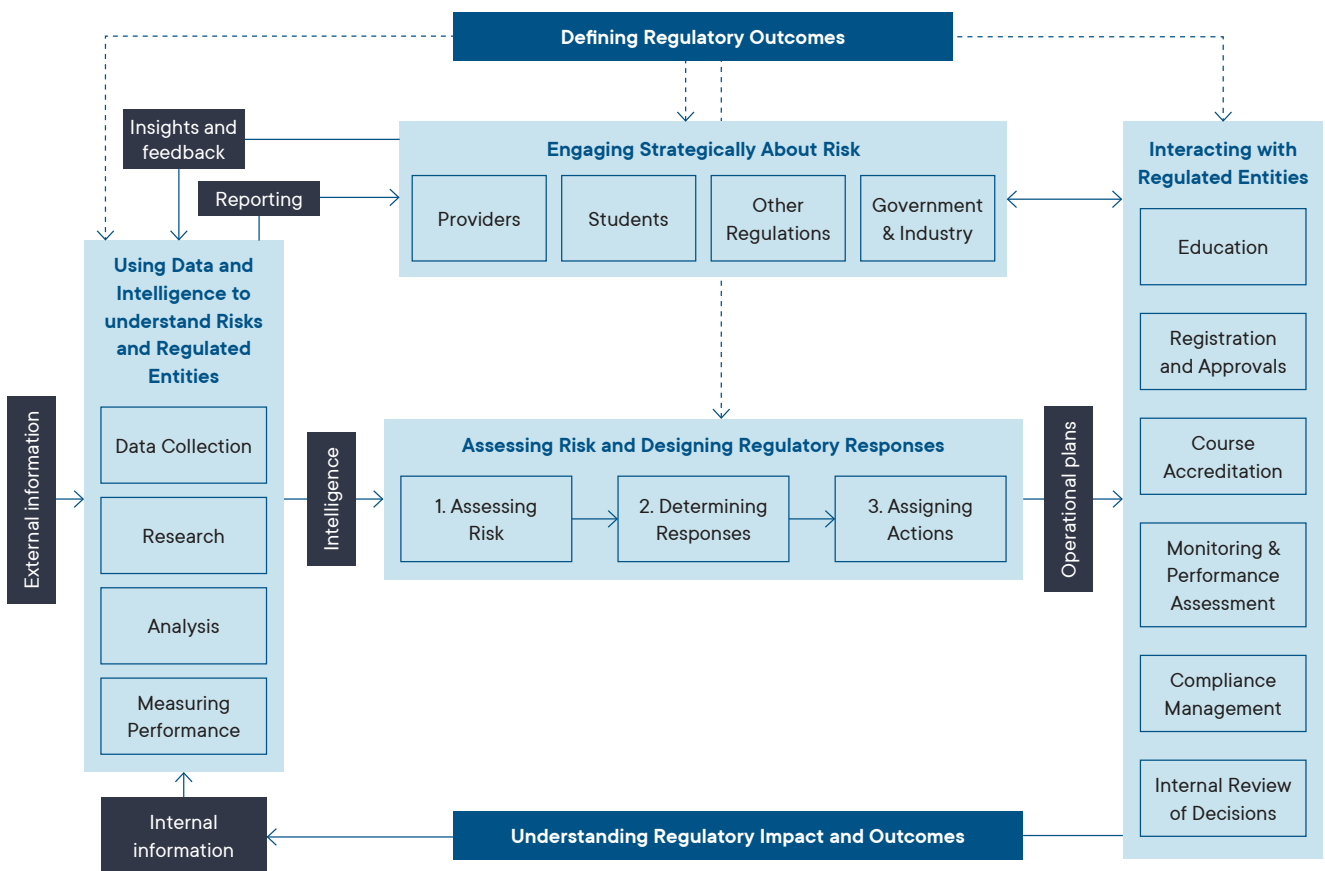 Defining Regulatory Outcomes
Insights and
feedback
Reporting
Engaging Strategically About Risk
Providers
Students
Other
Regulations
Government
& Industry
Interacting with
Regulated Entities
Education
Registration
and Approvals
Course
Accreditation
Monitoring &
Performance
Assessment
Compliance
Management
Internal Review
of Decisions
Using Data and
Intelligence to
understand Risks
and Regulated
Entities
Data Collection
Research
Analysis
Measuring
Performance
External information
Intelligence
Assessing Risk and Designing Regulatory Responses
1. Assessing
Risk
2. Determining
Responses
3. Assigning
Actions
Operational plans
Internal
information
Understanding Regulatory Impact and Outcomes